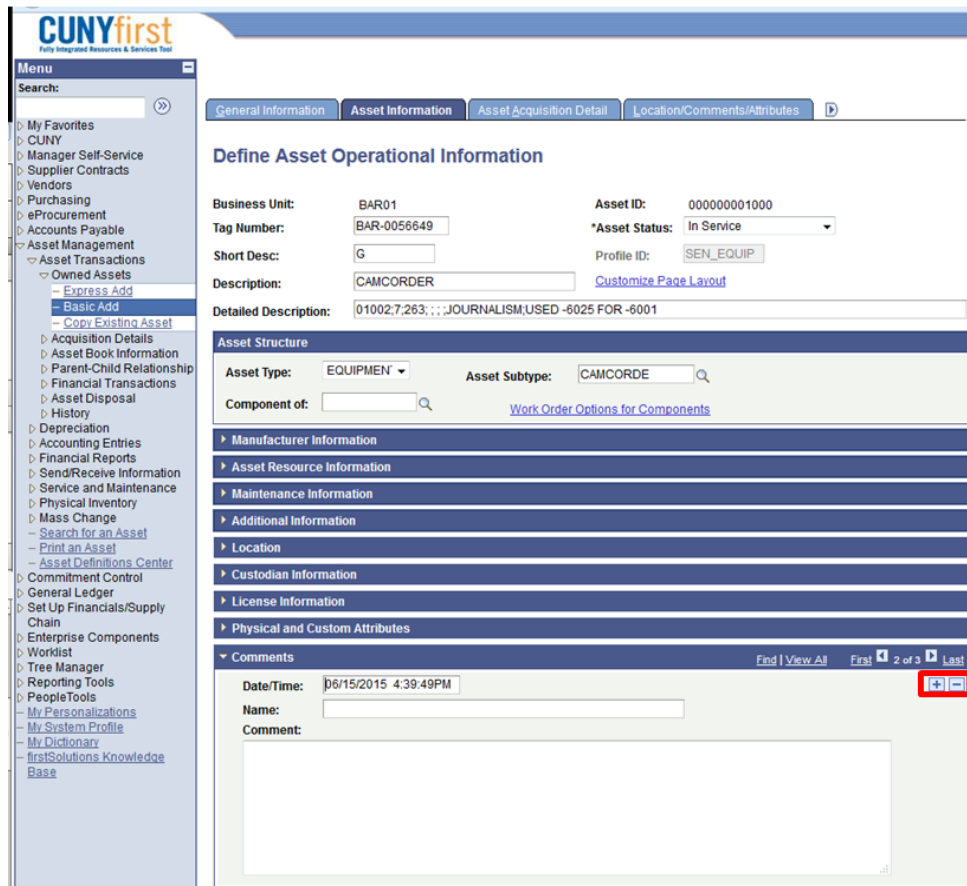 CUNYfirst
Fully Integrated Resources & Services Tool
Menu
Search:
My Favorites
CUNY
Manager Self-Service
Supplier Contracts
Vendors
Purchasing
eProcurement
Accounts Payable
Asset Management
Asset Transactions
Owned Assets
Express Add
Basic Add
Copy Existing Asset
Acquisition Details
Asset Book Information
Parent-Child Relationship
Financial Transactions
Asset Disposal
History
Depreciation
Accounting Entries
Financial Reports
Send/Receive Information
Service and Maintenance
Physical Inventory
Mass Change
Search for an Asset
Print an Asset
Asset Definitions Center
Commitment Control
General Ledger
Set Up Financials/Supply
Chain
Enterprise Components
Worklist
Tree Manager
Reporting Tools
PeopleTools
My Personalizations
My System Profile
My Dictionary
firstSolutions Knowledge
Base
General Information Asset Information Asset Acquisition Detail Location/Comments/Attributes
Define Asset Operational Information
Business Unit: BAR01 Asset ID: 000000001000
Tag Number: BAR-0056649 *Asset Status: In Service
Short Desc: G Profile ID: SEN_EQUIP
Description: CAMCORDER Customize Page Layout
Detailed Description: 01002;7;263; ; ; ;JOURNALISM;USED -6025 FOR -6001
Asset Structure
Asset Type: EQUIPMENT Asset Subtype: CAMCORDE
Component of: Work Order Options for Components
Manufacturer Information
Asset Resource Information
Maintenance Information
Additional Information
Location
Custodian Information
License Information
Physical and Custom Attributes
Comments Find | View All First 2 of 3 Last
Date/Time: 06/15/2015 4:39:49PM
Name:
Comment: